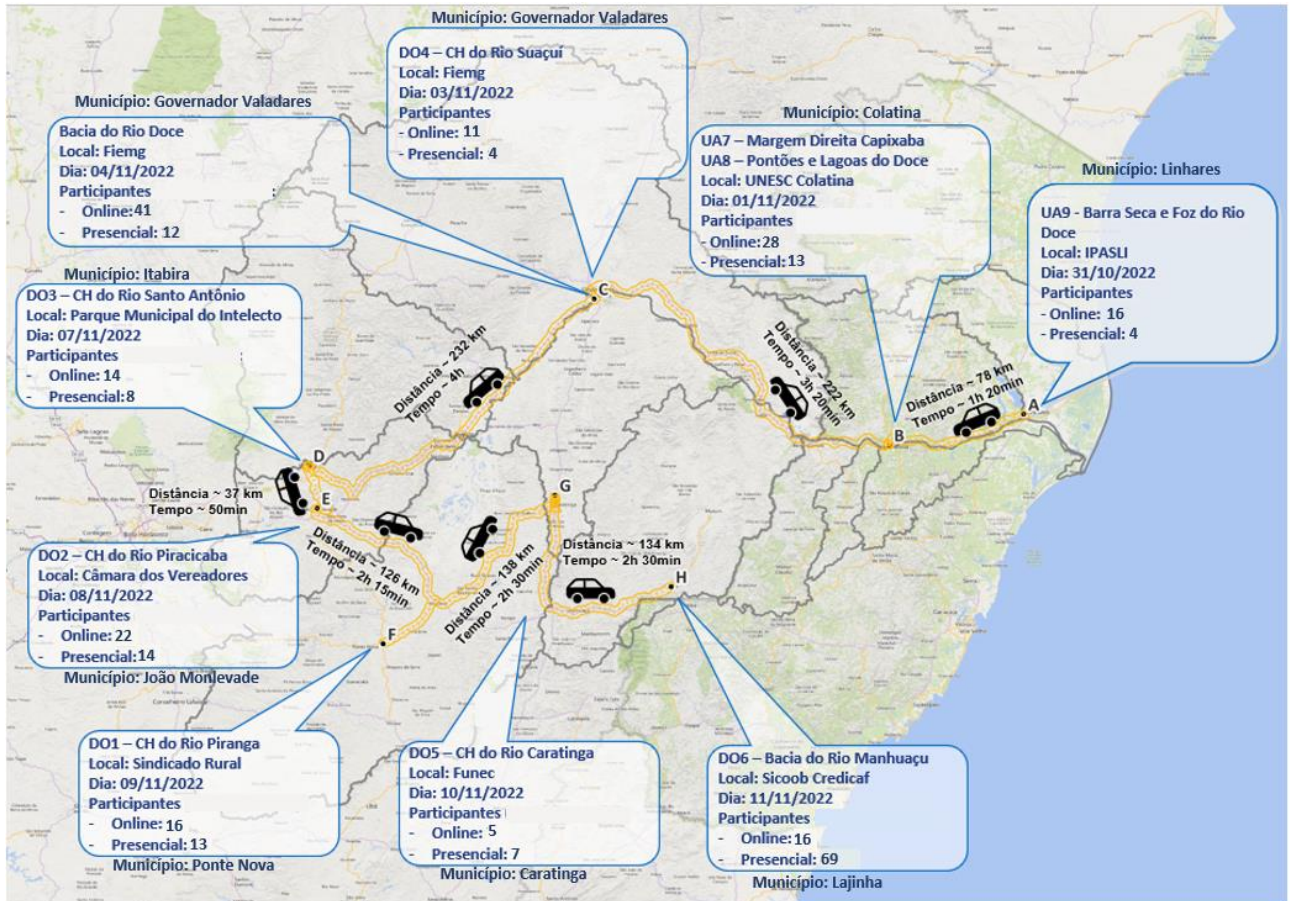 Município: Governador Valadares
DO4 – CH do Rio Suaçuí
Local: Fiemg
Dia: 03/11/2022
Participantes
- Online: 11
- Presencial: 4
Município: Governador Valadares
Bacia do Rio Doce
Local: Fiemg
Dia: 04/11/2022
Participantes :
- Online:41
- Presencial: 12
Município: Colatina
UA7 – Margem Direita Capixaba
UA8 – Pontões e Lagoas do Doce
Local: UNESC Colatina
Dia: 01/11/2022
Participantes
- Online: 28
- Presencial: 13
Município: Linhares
UA9 - Barra Seca e Foz do Rio
Doce
Local: IPASLI
Dia: 31/10/2022
Participantes
- Online: 16
- Presencial: 4
Município: Itabira
DO3 – CH do Rio Santo Antônio
Local: Parque Municipal do Intelecto
Dia: 07/11/2022
Participantes
- Online: 14
- Presencial: 8
C
Distância ~ 232 km
Tempo ~ 4h
Distância ~ 222 km
Tempo ~ 3h
20min
Distância ~ 78 km
Tempo ~ 1h 20min
A
B
D
E
Distância ~ 37 km
Tempo ~ 50min
G
Distância ~ 126 km
Tempo ~ 2h 15min
Distância ~ 138 km
Tempo ~ 2h 30min
Distância ~ 134 km
Tempo ~ 2h 30min
H
F
DO2 – CH do Rio Piracicaba
Local: Câmara dos Vereadores
Dia: 08/11/2022
Participantes
- Online: 22
- Presencial:14
Município: João Monlevade
DO1 – CH do Rio Piranga
Local: Sindicado Rural
Dia: 09/11/2022
Participantes
- Online: 16
- Presencial: 13
Município: Ponte Nova
DO5 – CH do Rio Caratinga
Local: Funec
Dia: 10/11/2022
Participantes
- Online: 5
- Presencial: 7
Município: Caratinga
DO6 – Bacia do Rio Manhuaçu
Local: Sicoob Credicaf
Dia: 11/11/2022
Participantes
- Online: 16
- Presencial: 69
Município: Lajinha